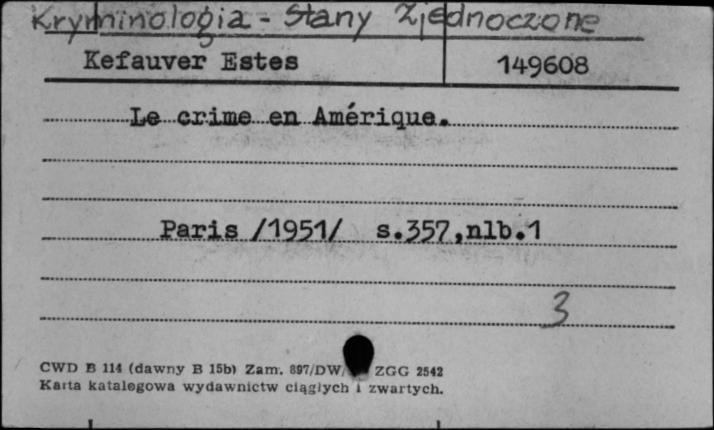 Kryminologia - Stany Zjednoczone
Kefauver Estes 149608
Le crime en Amérique.
Paris /1951/ s.357,nlb.1
3
CWD B 114 (dawny B 15b) Zam. 897/DW/ ZGG 2542
Karta katalogowa wydawnictw ciągłych i zwartych.